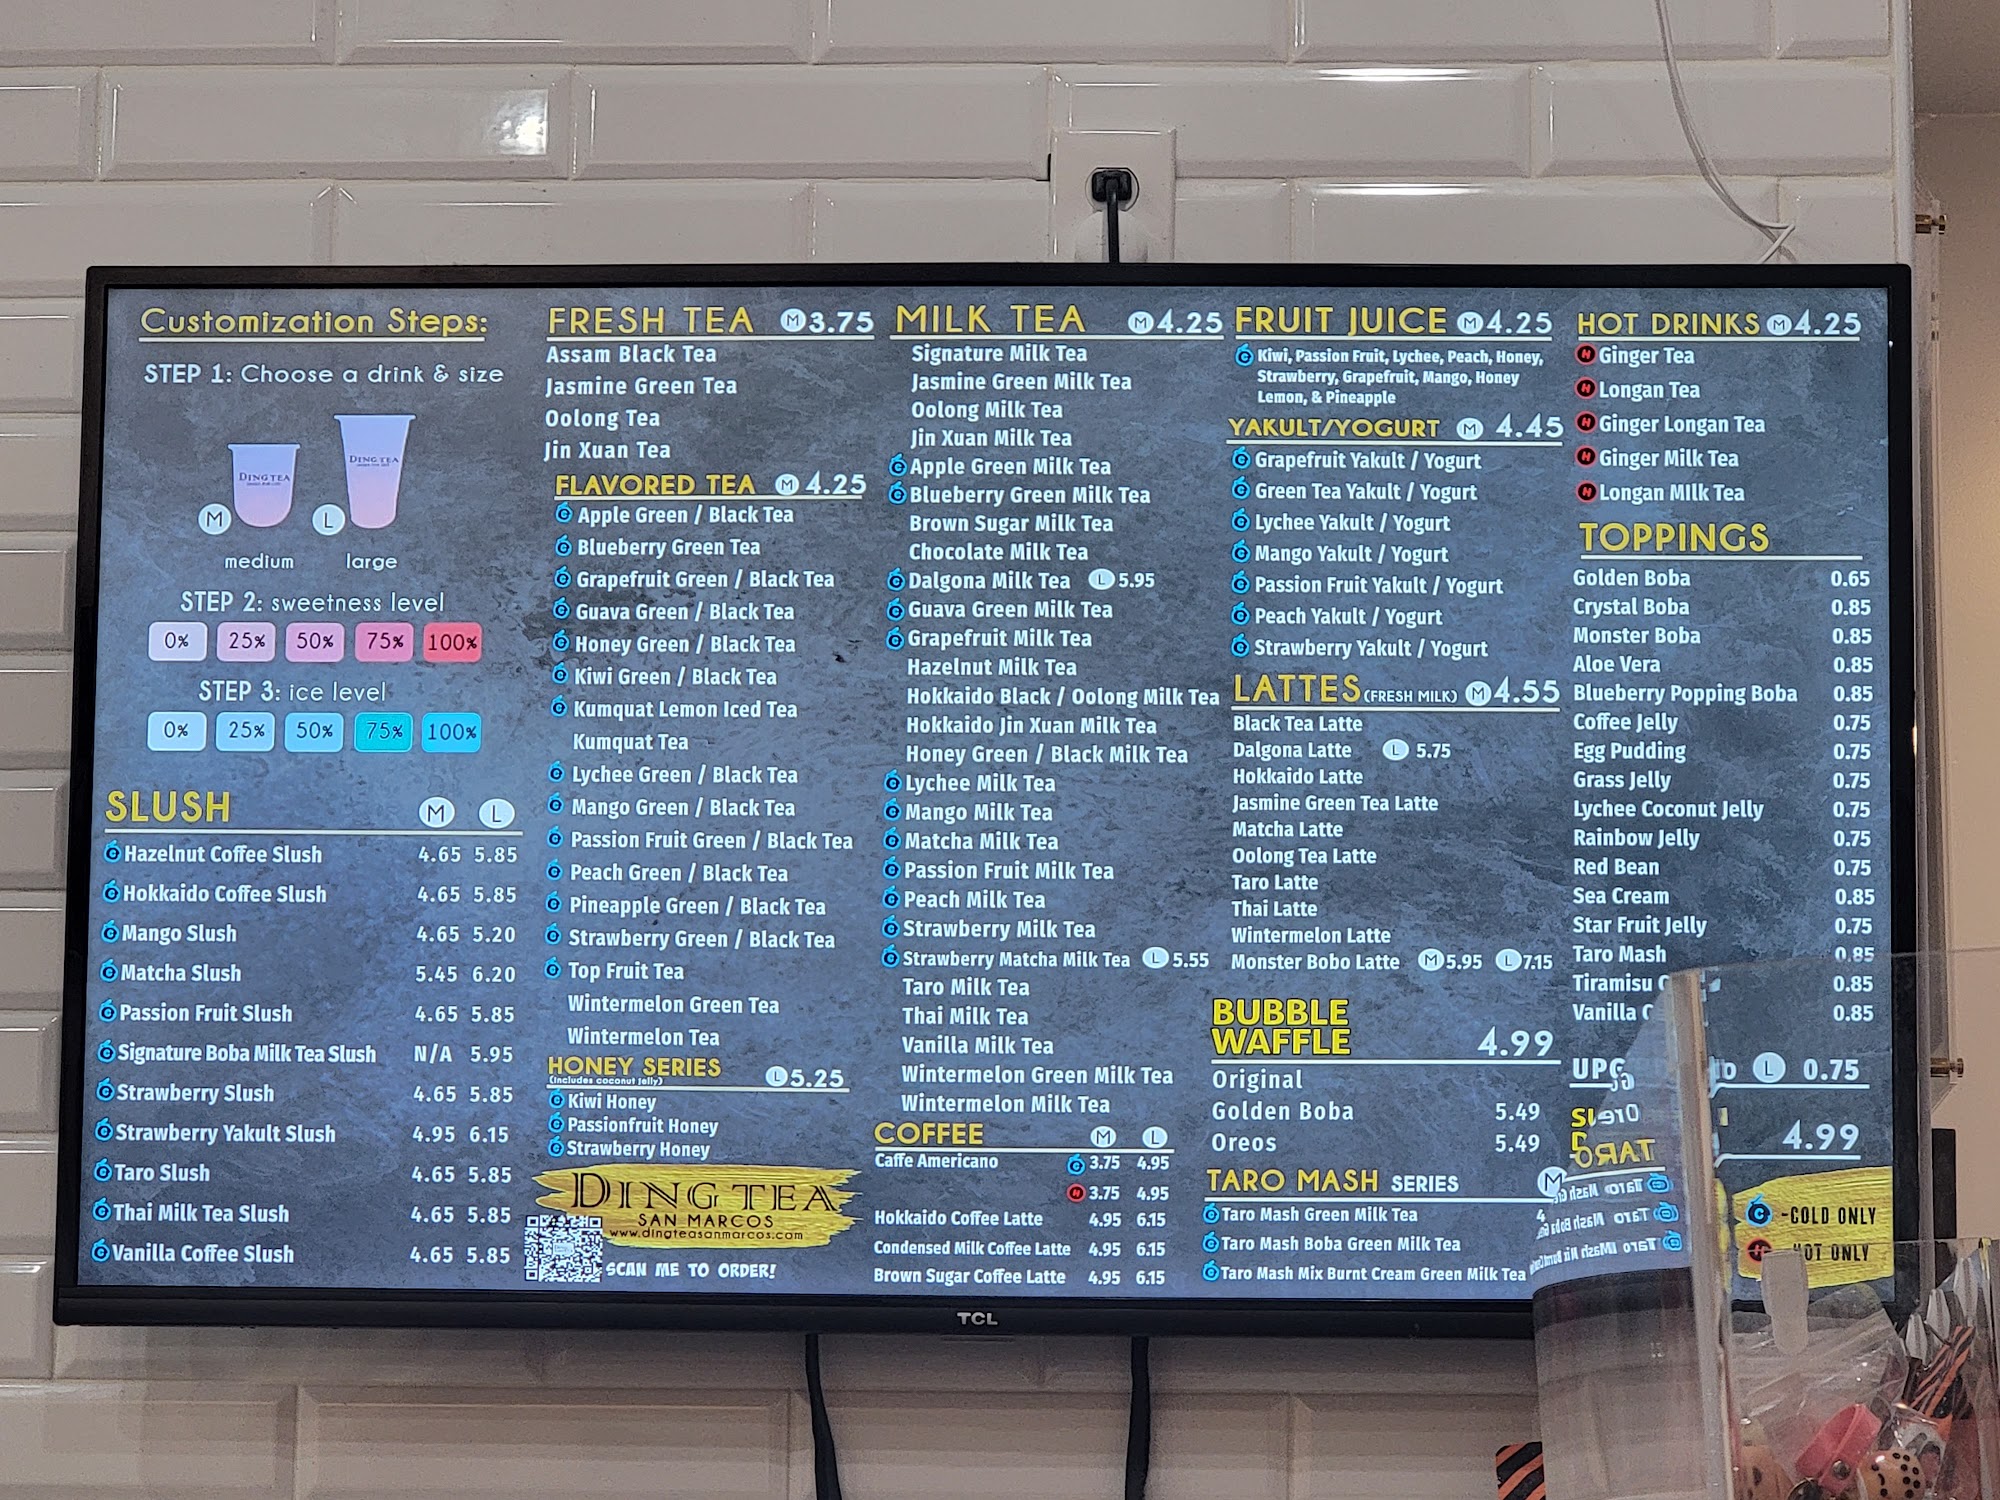 Customization Steps:
STEP 1: Choose a drink & size
DING TEA
DING TEA
M
L
medium
large
STEP 2: sweetness level
0% 25% 50% 75% 100%
STEP 3: ice level
0% 25% 50% 75% 100%
SLUSH M L
C Hazelnut Coffee Slush 4.65 5.85
C Hokkaido Coffee Slush 4.65 5.85
C Mango Slush 4.65 5.20
C Matcha Slush 5.45 6.20
C Passion Fruit Slush 4.65 5.85
C Signature Boba Milk Tea Slush N/A 5.95
C Strawberry Slush 4.65 5.85
C Strawberry Yakult Slush 4.95 6.15
C Taro Slush 4.65 5.85
C Thai Milk Tea Slush 4.65 5.85
C Vanilla Coffee Slush 4.65 5.85
FRESH TEA M 3.75
Assam Black Tea
Jasmine Green Tea
Oolong Tea
Jin Xuan Tea
FLAVORED TEA M 4.25
C Apple Green / Black Tea
C Blueberry Green Tea
C Grapefruit Green / Black Tea
C Guava Green / Black Tea
C Honey Green / Black Tea
C Kiwi Green / Black Tea
C Kumquat Lemon Iced Tea
Kumquat Tea
C Lychee Green / Black Tea
C Mango Green / Black Tea
C Passion Fruit Green / Black Tea
C Peach Green / Black Tea
C Pineapple Green / Black Tea
C Strawberry Green / Black Tea
C Top Fruit Tea
Wintermelon Green Tea
Wintermelon Tea
HONEY SERIES
(includes coconut jelly) L 5.25
C Kiwi Honey
C Passionfruit Honey
C Strawberry Honey
DING TEA
SAN MARCOS
www.dingteasanmarcos.com
SCAN ME TO ORDER!
MILK TEA M 4.25
Signature Milk Tea
Jasmine Green Milk Tea
Oolong Milk Tea
Jin Xuan Milk Tea
C Apple Green Milk Tea
C Blueberry Green Milk Tea
Brown Sugar Milk Tea
Chocolate Milk Tea
C Dalgona Milk Tea L 5.95
C Guava Green Milk Tea
C Grapefruit Milk Tea
Hazelnut Milk Tea
Hokkaido Black / Oolong Milk Tea
Hokkaido Jin Xuan Milk Tea
Honey Green / Black Milk Tea
C Lychee Milk Tea
C Mango Milk Tea
C Matcha Milk Tea
C Passion Fruit Milk Tea
C Peach Milk Tea
C Strawberry Milk Tea
C Strawberry Matcha Milk Tea L 5.55
Taro Milk Tea
Thai Milk Tea
Vanilla Milk Tea
Wintermelon Green Milk Tea
Wintermelon Milk Tea
COFFEE M L
Caffe Americano C 3.75 4.95
H 3.75 4.95
Hokkaido Coffee Latte 4.95 6.15
Condensed Milk Coffee Latte 4.95 6.15
Brown Sugar Coffee Latte 4.95 6.15
FRUIT JUICE M 4.25
C Kiwi, Passion Fruit, Lychee, Peach, Honey,
Strawberry, Grapefruit, Mango, Honey
Lemon, & Pineapple
YAKULT/YOGURT M 4.45
C Grapefruit Yakult / Yogurt
C Green Tea Yakult / Yogurt
C Lychee Yakult / Yogurt
C Mango Yakult / Yogurt
C Passion Fruit Yakult / Yogurt
C Peach Yakult / Yogurt
C Strawberry Yakult / Yogurt
LATTES (FRESH MILK) M 4.55
Black Tea Latte
Dalgona Latte L 5.75
Hokkaido Latte
Jasmine Green Tea Latte
Matcha Latte
Oolong Tea Latte
Taro Latte
Thai Latte
Wintermelon Latte
Monster Bobo Latte M 5.95 L 7.15
BUBBLE
WAFFLE 4.99
Original
Golden Boba 5.49
Oreos 5.49
TARO MASH SERIES M
C Taro Mash Green Milk Tea 4
C Taro Mash Boba Green Milk Tea
C Taro Mash Mix Burnt Cream Green Milk Tea
HOT DRINKS M 4.25
H Ginger Tea
H Longan Tea
H Ginger Longan Tea
H Ginger Milk Tea
H Longan MIlk Tea
TOPPINGS
Golden Boba 0.65
Crystal Boba 0.85
Monster Boba 0.85
Aloe Vera 0.85
Blueberry Popping Boba 0.85
Coffee Jelly 0.75
Egg Pudding 0.75
Grass Jelly 0.75
Lychee Coconut Jelly 0.75
Rainbow Jelly 0.75
Red Bean 0.75
Sea Cream 0.85
Star Fruit Jelly 0.75
Taro Mash 0.85
Tiramisu 0.85
Vanilla 0.85
L 0.75
4.99
C -COLD ONLY
HOT ONLY
TCL